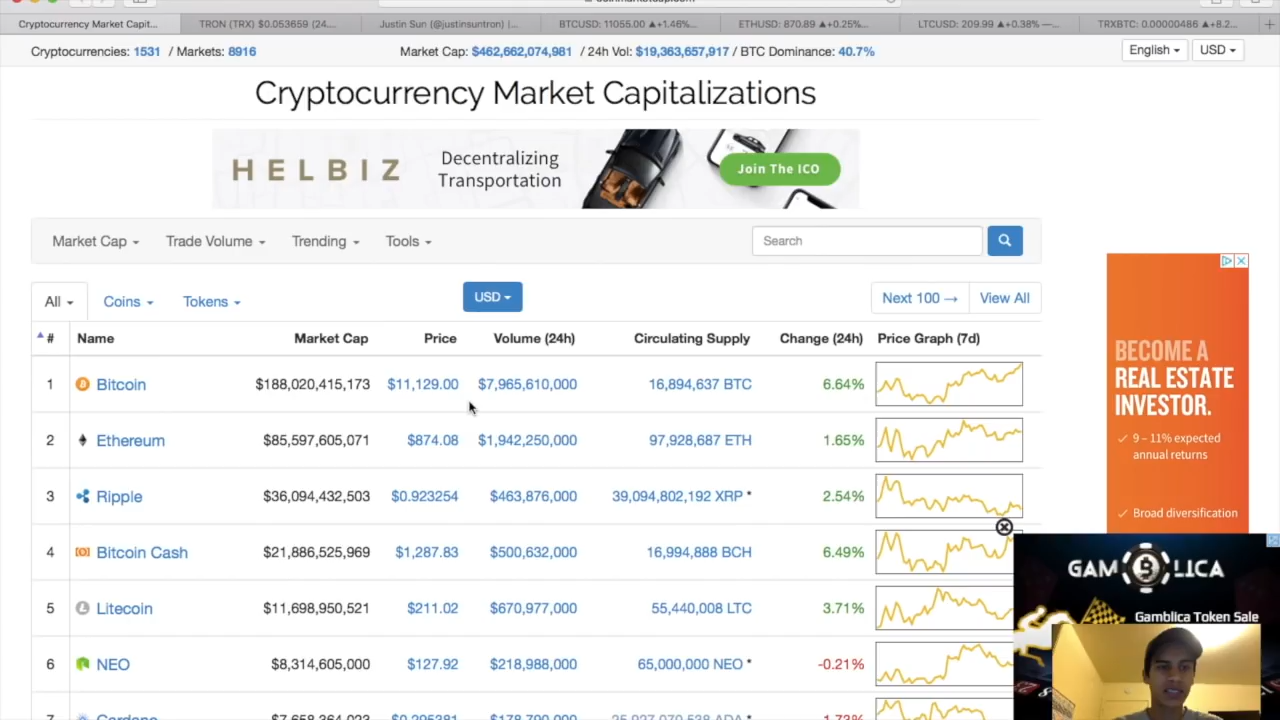 Cryptocurrency Market Capit...
TRON (TRX) $0.053659 (24....
Justin Sun (@justinsuntron) |...
BTCUSD: 11055.00 ▲+1.46%...
ETHUSD: 870.89 ▲+0.25%...
LTCUSD: 209.99 ▲+0.38% —...
TRXBTC: 0.00000486 ▲+8.2...
Cryptocurrencies: 1531 / Markets: 8916
Market Cap: $462,662,074,981 / 24h Vol: $19,363,657,917 / BTC Dominance: 40.7%
English
USD
Cryptocurrency Market Capitalizations
HELBIZ
Decentralizing
Transportation
Join The ICO
Market Cap
Trade Volume
Trending
Tools
Search
All
Coins
Tokens
USD
Next 100 →
View All
# Name Market Cap Price Volume (24h) Circulating Supply Change (24h) Price Graph (7d)
1 Bitcoin $188,020,415,173 $11,129.00 $7,965,610,000 16,894,637 BTC 6.64%
2 Ethereum $85,597,605,071 $874.08 $1,942,250,000 97,928,687 ETH 1.65%
3 Ripple $36,094,432,503 $0.923254 $463,876,000 39,094,802,192 XRP * 2.54%
4 Bitcoin Cash $21,886,525,969 $1,287.83 $500,632,000 16,994,888 BCH 6.49%
5 Litecoin $11,698,950,521 $211.02 $670,977,000 55,440,008 LTC 3.71%
6 NEO $8,314,605,000 $127.92 $218,988,000 65,000,000 NEO * -0.21%
BECOME A
REAL ESTATE
INVESTOR.
✓ 9 – 11% expected
annual returns
✓ Broad diversification
GAMBLICA
Gamblica Token Sale